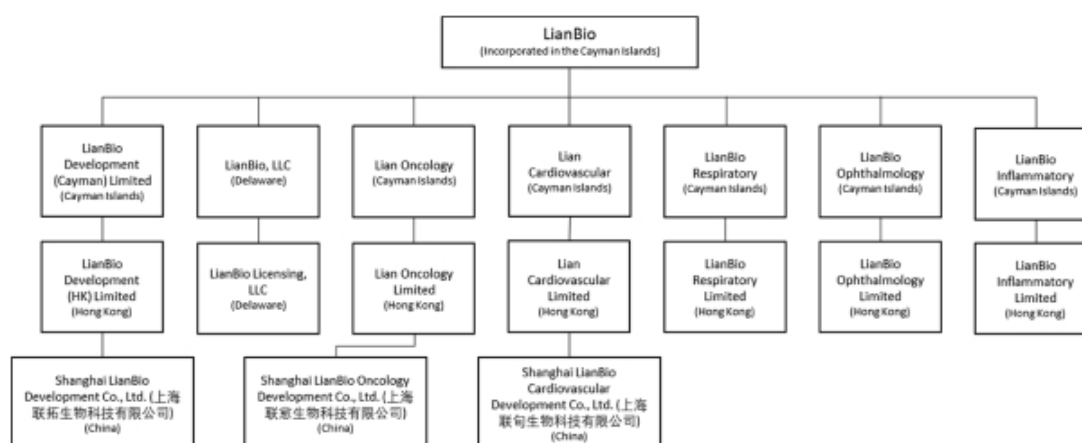 LianBio
(Incorporated in the Cayman Islands)
LianBio
Development
(Cayman) Limited
(Cayman Islands)
LianBio, LLC
(Delaware)
Lian Oncology
(Cayman Islands)
Lian
Cardiovascular
(Cayman Islands)
LianBio
Respiratory
(Cayman Islands)
LianBio
Ophthalmology
(Cayman Islands)
LianBio
Inflammatory
(Cayman Islands)
LianBio
Development
(HK) Limited
(Hong Kong)
LianBio Licensing,
LLC
(Delaware)
Lian Oncology
Limited
(Hong Kong)
Lian
Cardiovascular
Limited
(Hong Kong)
LianBio
Respiratory
Limited
(Hong Kong)
LianBio
Ophthalmology
Limited
(Hong Kong)
LianBio
Inflammatory
Limited
(Hong Kong)
Shanghai LianBio
Development Co., Ltd. (上海
联拓生物科技有限公司)
(China)
Shanghai LianBio Oncology
Development Co., Ltd. (上海
联愈生物科技有限公司)
(China)
Shanghai LianBio
Cardiovascular
Development Co., Ltd. (上海
联旬生物科技有限公司)
(China)